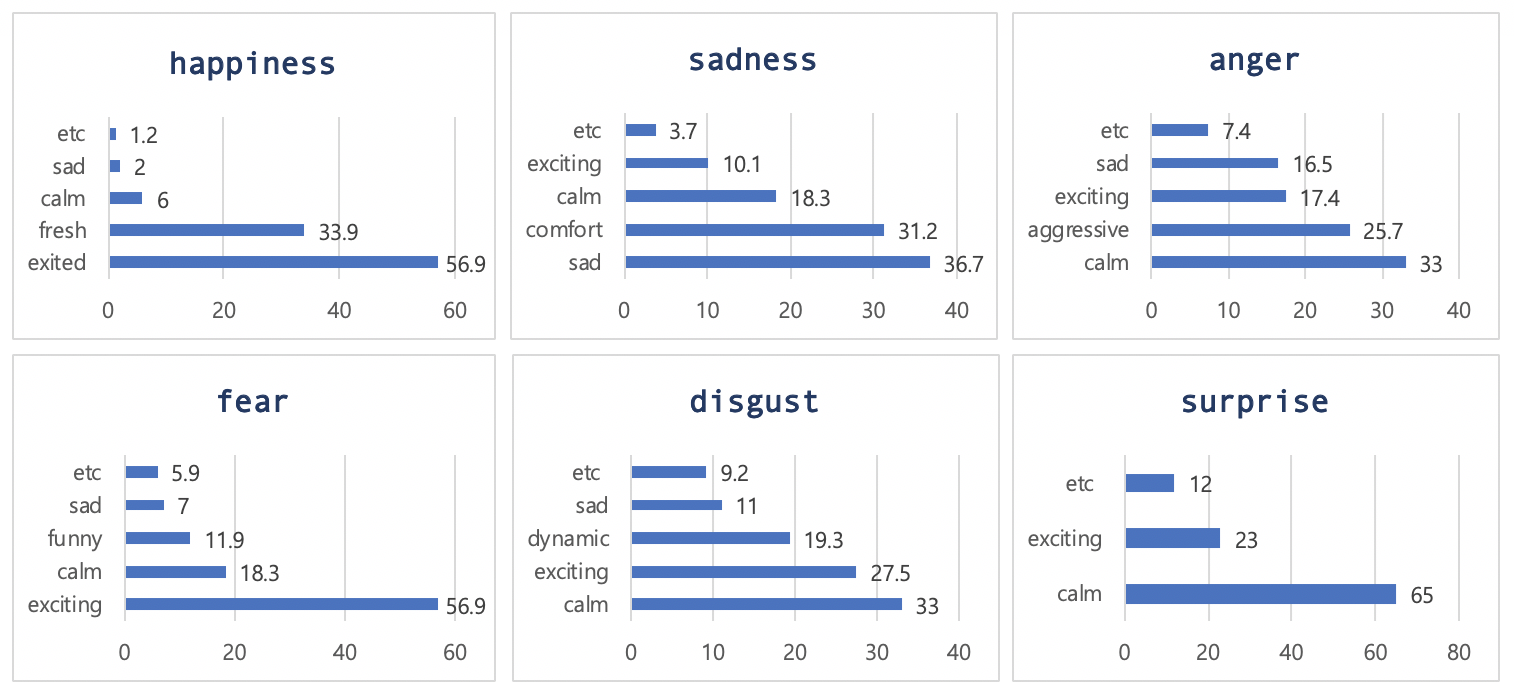 happiness
etc 1.2
sad 2
calm 6
fresh 33.9
exited 56.9
0 20 40 60
sadness
etc 3.7
exciting 10.1
calm 18.3
comfort 31.2
sad 36.7
0 10 20 30 40
anger
etc 7.4
sad 16.5
exciting 17.4
aggressive 25.7
calm 33
0 10 20 30 40
fear
etc 5.9
sad 7
funny 11.9
calm 18.3
exciting 56.9
0 20 40 60
disgust
etc 9.2
sad 11
dynamic 19.3
exciting 27.5
calm 33
0 10 20 30 40
surprise
etc 12
exciting 23
calm 65
0 20 40 60 80